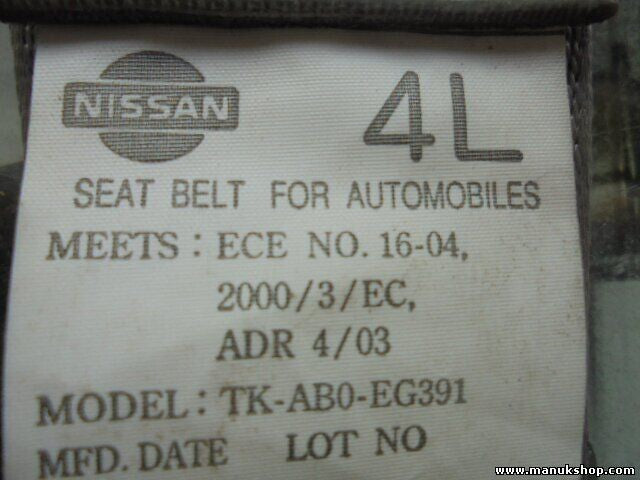 NISSAN 4L
SEAT BELT FOR AUTOMOBILES
MEETS : ECE NO. 16-04,
2000/3/EC,
ADR 4/03
MODEL : TK-AB0-EG391
MFD. DATE LOT NO
www.manukshop.com